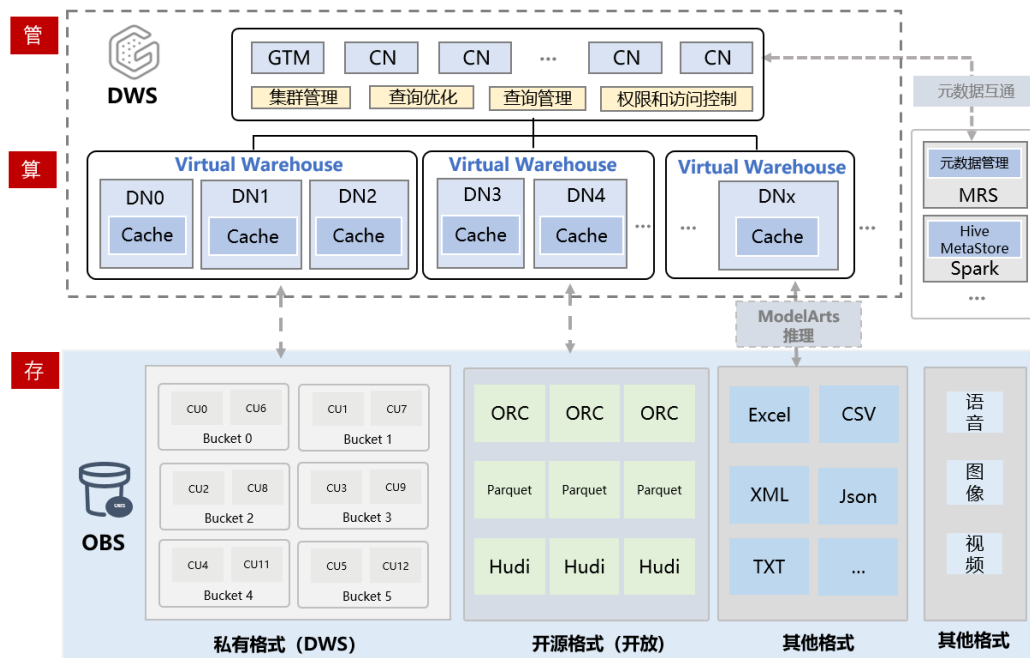 管
DWS
GTM
CN
CN
...
CN
CN
集群管理
查询优化
查询管理
权限和访问控制
元数据互通
算
Virtual Warehouse
DN0
Cache
DN1
Cache
DN2
Cache
Virtual Warehouse
DN3
Cache
DN4
Cache
...
Virtual Warehouse
...
DNx
Cache
...
元数据管理
MRS
Hive
MetaStore
Spark
...
ModelArts
推理
存
OBS
CU0
CU6
Bucket 0
CU1
CU7
Bucket 1
CU2
CU8
Bucket 2
CU3
CU9
Bucket 3
CU4
CU11
Bucket 4
CU5
CU12
Bucket 5
私有格式（DWS）
ORC
ORC
ORC
Parquet
Parquet
Parquet
Hudi
Hudi
Hudi
开源格式（开放）
Excel
CSV
XML
Json
TXT
...
其他格式
语
音
图
像
视
频
其他格式